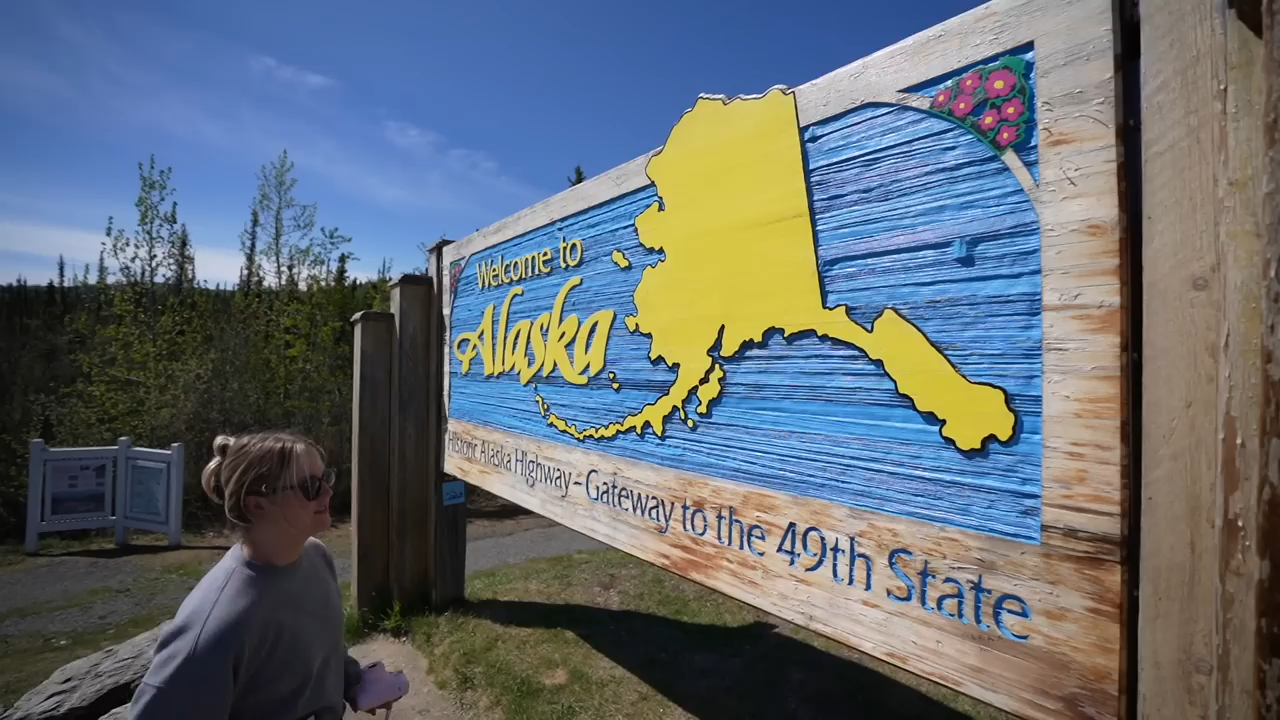 Welcome to
Alaska
Historic Alaska Highway – Gateway to the 49th State